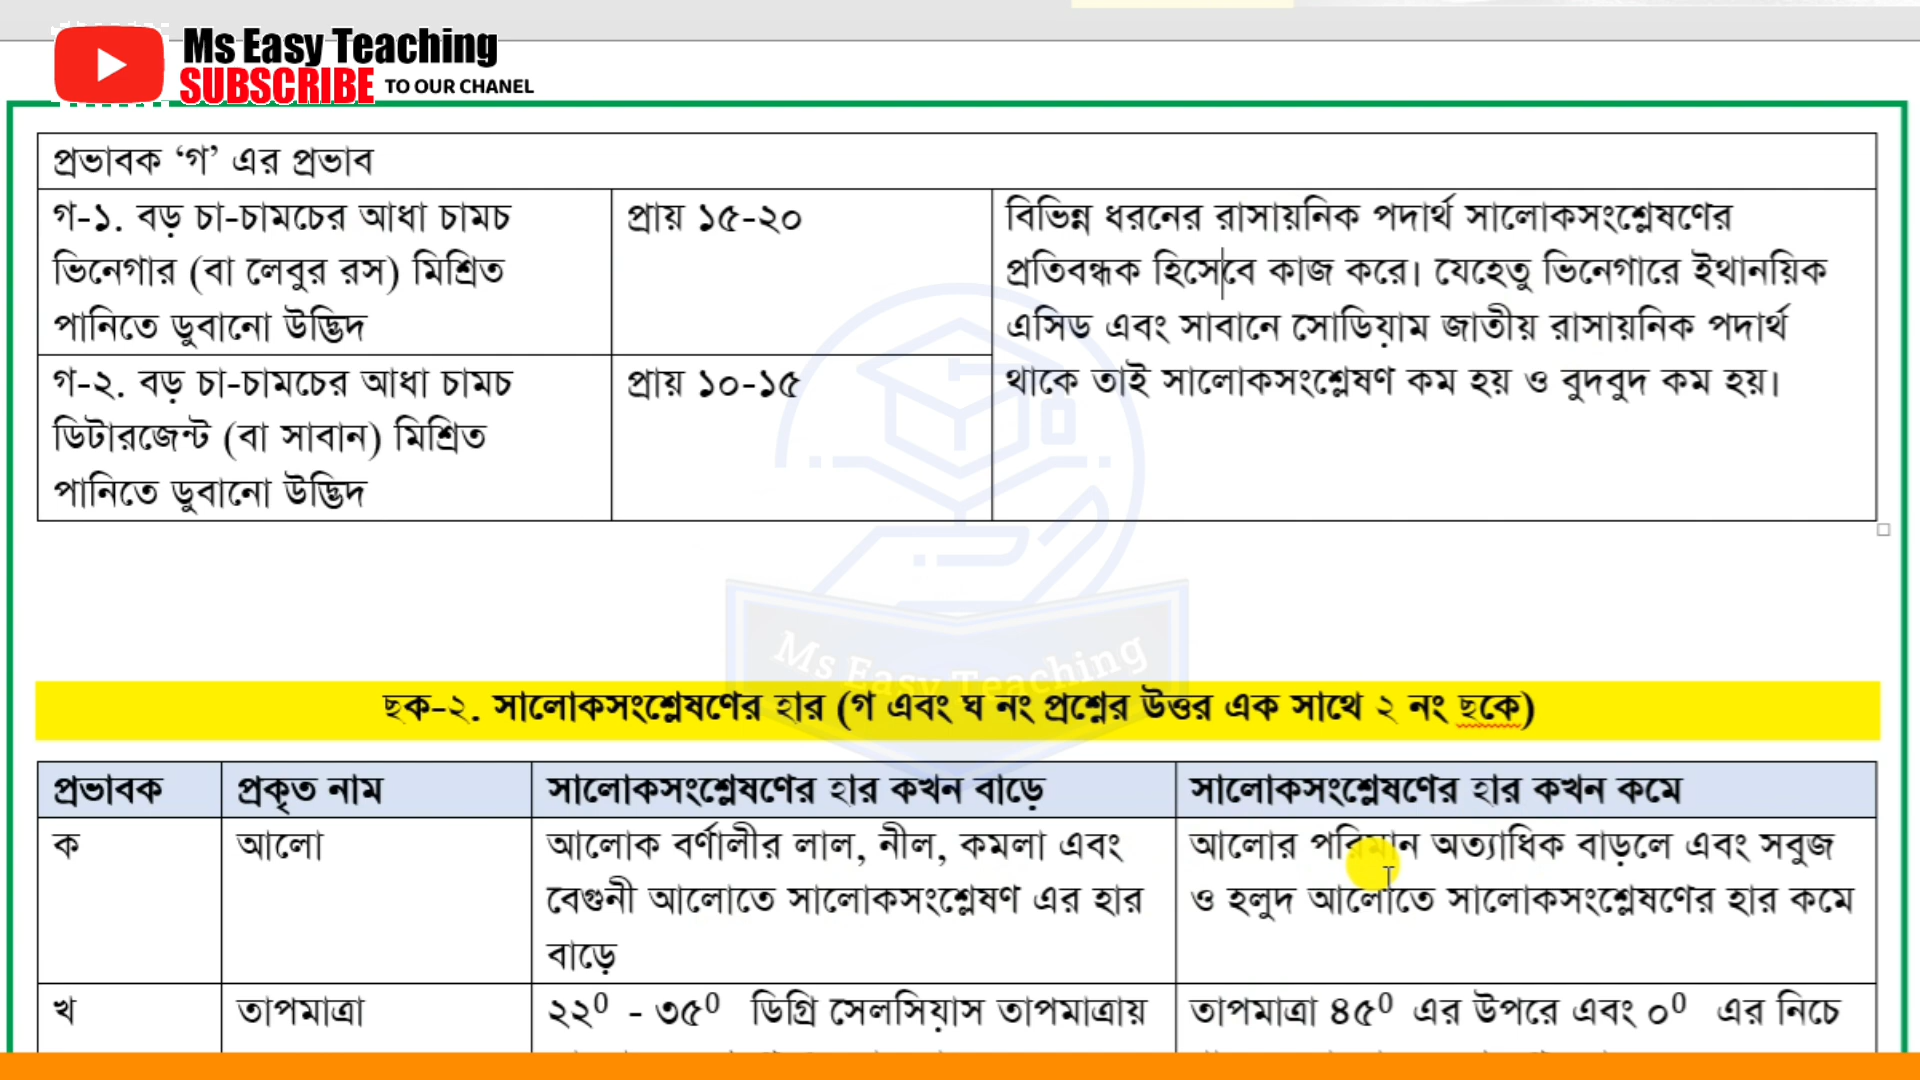 Ms Easy Teaching
SUBSCRIBE TO OUR CHANEL
প্রভাবক ‘গ’ এর প্রভাব
গ-১. বড় চা-চামচের আধা চামচ
ভিনেগার (বা লেবুর রস) মিশ্রিত
পানিতে ডুবানো উদ্ভিদ
প্রায় ১৫-২০
বিভিন্ন ধরনের রাসায়নিক পদার্থ সালোকসংশ্লেষণের
প্রতিবন্ধক হিসেবে কাজ করে। যেহেতু ভিনেগারে ইথানয়িক
এসিড এবং সাবানে সোডিয়াম জাতীয় রাসায়নিক পদার্থ
থাকে তাই সালোকসংশ্লেষণ কম হয় ও বুদবুদ কম হয়।
গ-২. বড় চা-চামচের আধা চামচ
ডিটারজেন্ট (বা সাবান) মিশ্রিত
পানিতে ডুবানো উদ্ভিদ
প্রায় ১০-১৫
Ms Easy Teaching
ছক-২. সালোকসংশ্লেষণের হার (গ এবং ঘ নং প্রশ্নের উত্তর এক সাথে ২ নং ছকে)
প্রভাবক
প্রকৃত নাম
সালোকসংশ্লেষণের হার কখন বাড়ে
সালোকসংশ্লেষণের হার কখন কমে
ক
আলো
আলোক বর্ণালীর লাল, নীল, কমলা এবং
বেগুনী আলোতে সালোকসংশ্লেষণ এর হার
বাড়ে
আলোর পরিমান অত্যাধিক বাড়লে এবং সবুজ
ও হলুদ আলোতে সালোকসংশ্লেষণের হার কমে
খ
তাপমাত্রা
২২⁰ - ৩৫⁰ ডিগ্রি সেলসিয়াস তাপমাত্রায়
তাপমাত্রা ৪৫⁰ এর উপরে এবং ০⁰ এর নিচে